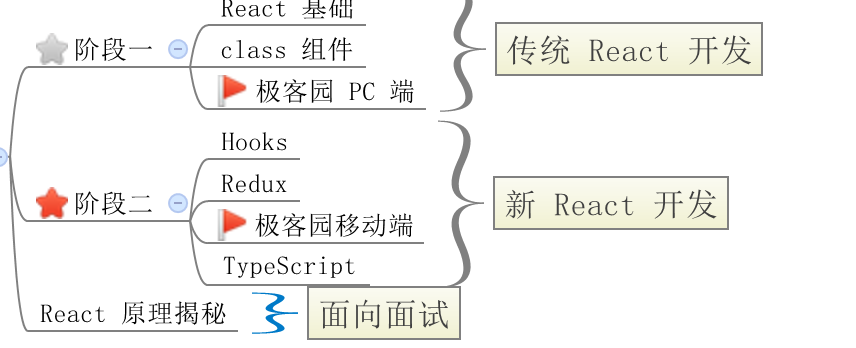 React 基础
阶段一
class 组件
极客园 PC 端
传统 React 开发
Hooks
Redux
阶段二
极客园移动端
TypeScript
新 React 开发
React 原理揭秘
面向面试